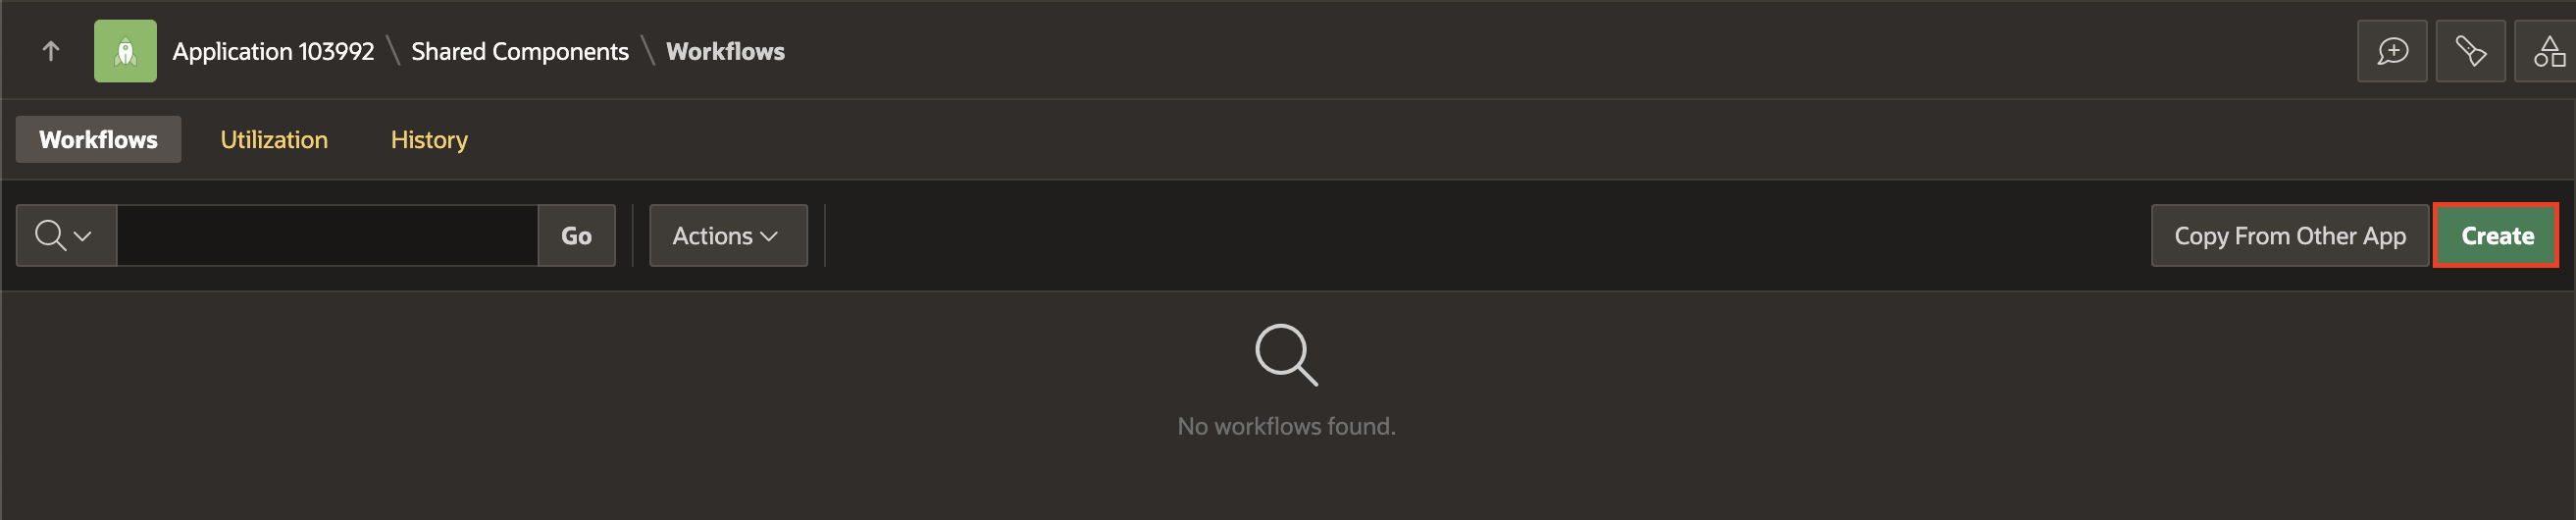 Application 103992 \ Shared Components \ Workflows
Workflows Utilization History
Go Actions Copy From Other App Create
No workflows found.